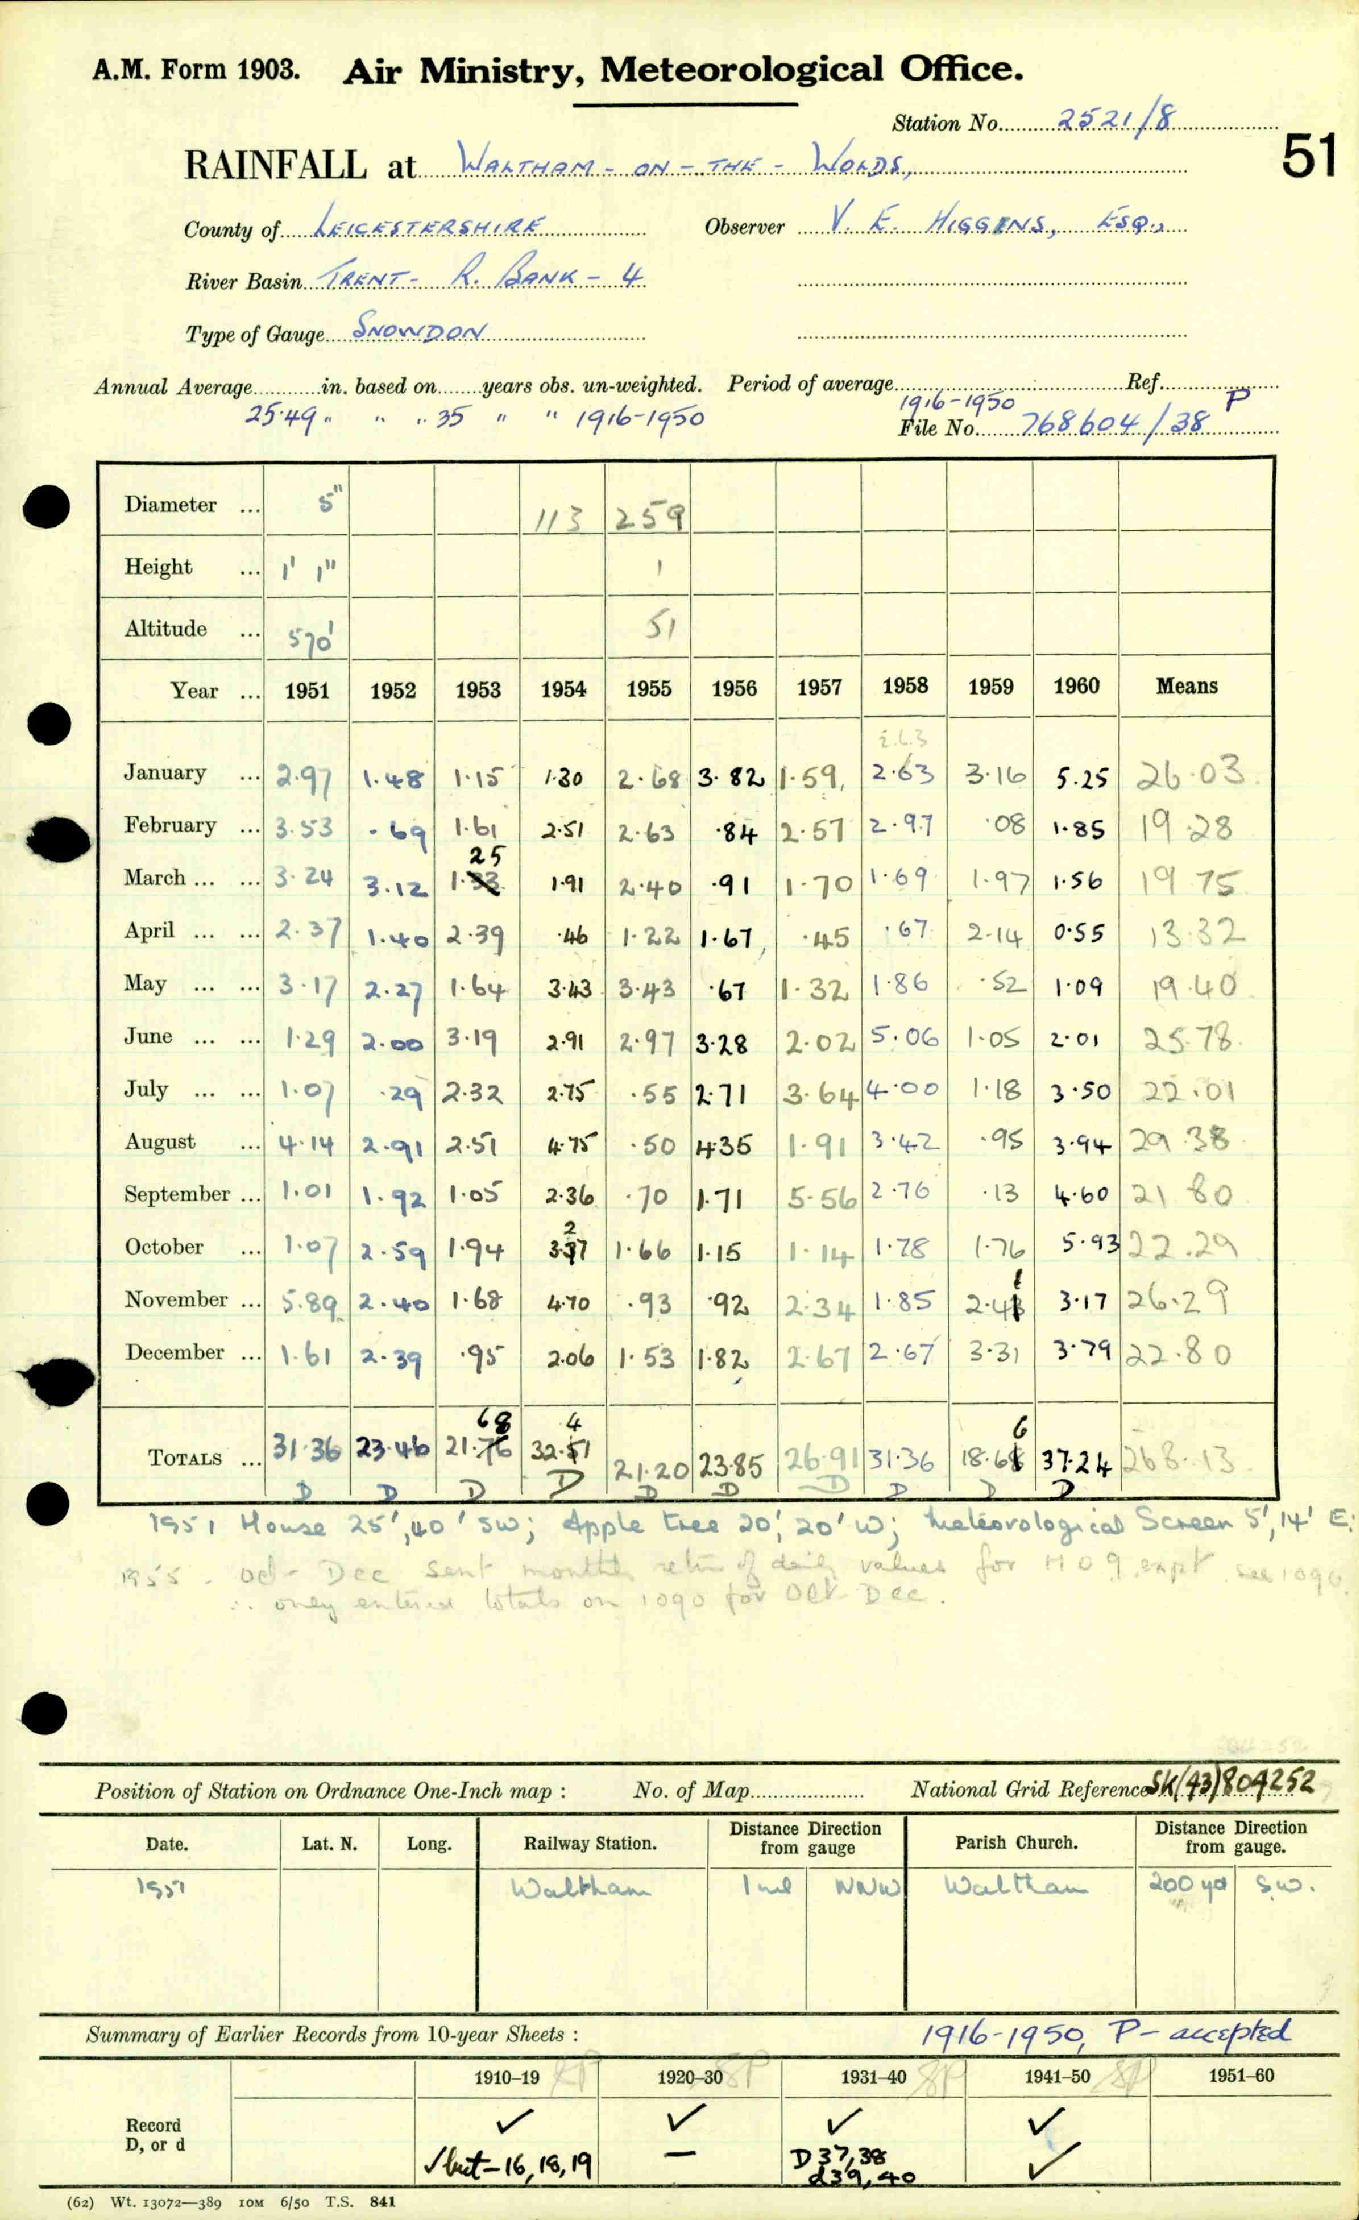 A.M. Form 1903. Air Ministry, Meteorological Office.
Station No. 2521/8
51
RAINFALL at WALTHAM-ON-THE-WOLDS,
County of LEICESTERSHIRE Observer V. E. HIGGINS, ESQ.,
River Basin TRENT - R. BANK - 4
Type of Gauge SNOWDON
Annual Average in. based on years obs. un-weighted. Period of average Ref.
25·49 " " " 35 " " 1916-1950 1916-1950 P
File No. 768604/38
Diameter ... 5" 113 259
Height ... 1' 1" 1
Altitude ... 570' 51
Year ... 1951 1952 1953 1954 1955 1956 1957 1958 1959 1960 Means
January ... 2·97 1·48 1·15 1·30 2·68 3·82 1·59 2·63 3·16 5·25 26·03
February ... 3·53 ·69 1·61 2·51 2·63 ·84 2·57 2·97 ·08 1·85 19·28
25
March ... ... 3·24 3·12 1·33 1·91 2·40 ·91 1·70 1·69 1·97 1·56 19 75
April ... ... 2·37 1·40 2·39 ·46 1·22 1·67 ·45 ·67 2·14 0·55 13·32
May ... ... 3·17 2·27 1·64 3·43 3·43 ·67 1·32 1·86 ·52 1·09 19·40
June ... ... 1·29 2·00 3·19 2·91 2·97 3·28 2·02 5·06 1·05 2·01 25·78
July ... ... 1·07 ·29 2·32 2·75 ·55 2·71 3·64 4·00 1·18 3·50 22·01
August ... 4·14 2·91 2·51 4·75 ·50 4·35 1·91 3·42 ·95 3·94 29·38
September ... 1·01 1·92 1·05 2·36 ·70 1·71 5·56 2·76 ·13 4·60 21 80
2
October ... 1·07 2·59 1·94 3·37 1·66 1·15 1·14 1·78 1·76 5·93 22·29
1
November ... 5·89 2·40 1·68 4·70 ·93 ·92 2·34 1·85 2·43 3·17 26·29
December ... 1·61 2·39 ·95 2·06 1·53 1·82 2·67 2·67 3·31 3·79 22·80
68 4 6
TOTALS ... 31·36 23·46 21·76 32·51 21·20 23·85 26·91 31·36 18·68 37·24 268·13
D D D D D D D D D D
1951 House 25', 40' SW; Apple tree 20', 20' W; Meteorological Screen 5', 14' E;
1955. Oct - Dec sent monthly return of daily values for M O 9 expt see 1090
∴ only entered totals on 1090 for Oct Dec.
Position of Station on Ordnance One-Inch map : No. of Map National Grid Reference SK(43)804252
Date. Lat. N. Long. Railway Station. Distance from gauge Direction Parish Church. Distance from gauge. Direction
1951 Waltham 1 ml NNW Waltham 200 yd S.W.
Summary of Earlier Records from 10-year Sheets : 1916-1950, P - accepted
1910–19 1920–30 1931–40 1941–50 1951–60
Record ✓ ✓ ✓ ✓
D, or d ✓ but - 16, 18, 19 — D 37, 38 ✓
d39, 40
(62) Wt. 13072—389 10M 6/50 T.S. 841